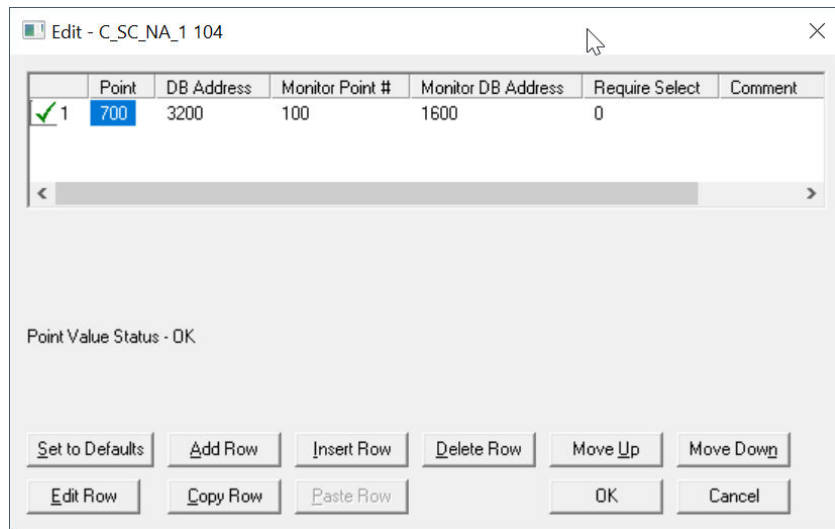 Edit - C_SC_NA_1 104
Point DB Address Monitor Point # Monitor DB Address Require Select Comment
1 700 3200 100 1600 0
Point Value Status - OK
Set to Defaults Add Row Insert Row Delete Row Move Up Move Down
Edit Row Copy Row Paste Row OK Cancel